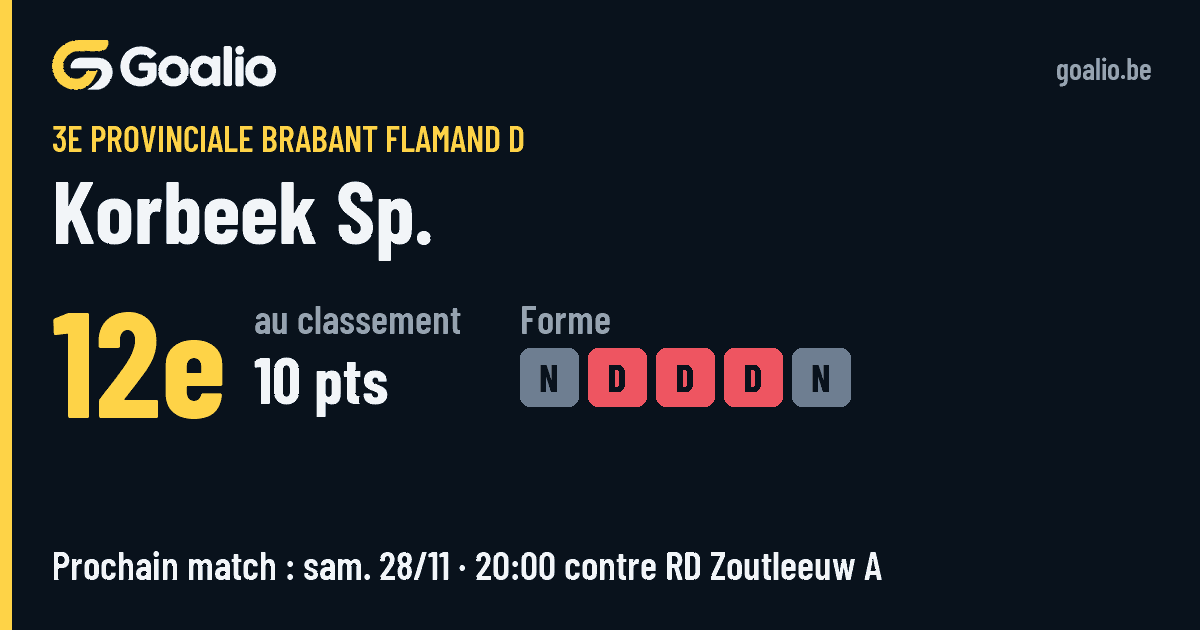 Goalio
goalio.be
3E PROVINCIALE BRABANT FLAMAND D
Korbeek Sp.
12e
au classement
10 pts
Forme
N D D D N
Prochain match : sam. 28/11 · 20:00 contre RD Zoutleeuw A